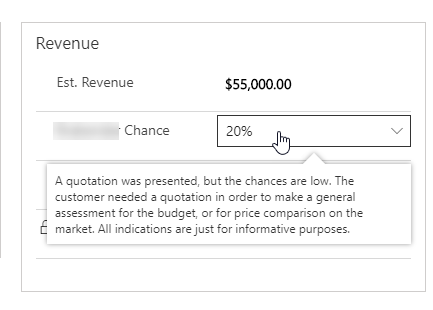 Revenue
Est. Revenue
$55,000.00
Chance
20%
A quotation was presented, but the chances are low. The
customer needed a quotation in order to make a general
assessment for the budget, or for price comparison on the
market. All indications are just for informative purposes.